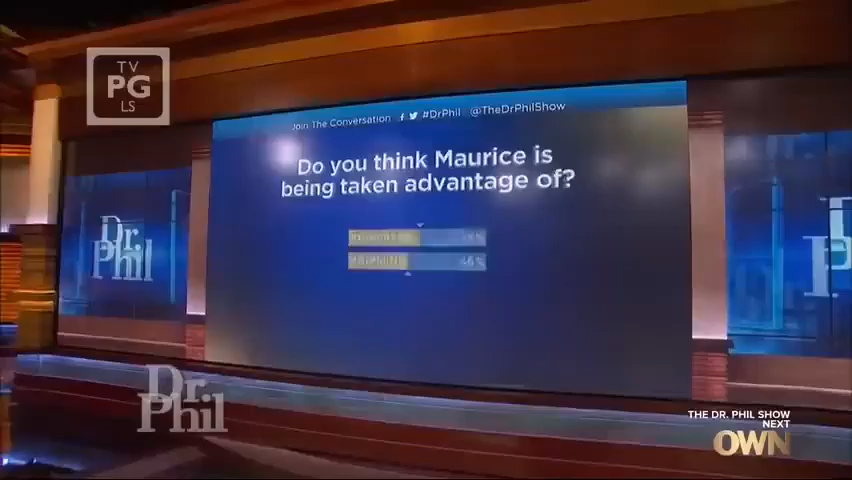 TV
PG
LS
Join The Conversation #DrPhil @TheDrPhilShow
Do you think Maurice is
being taken advantage of?
46%
Dr.
Phil
Dr.
Phil
THE DR. PHIL SHOW
NEXT
OWN